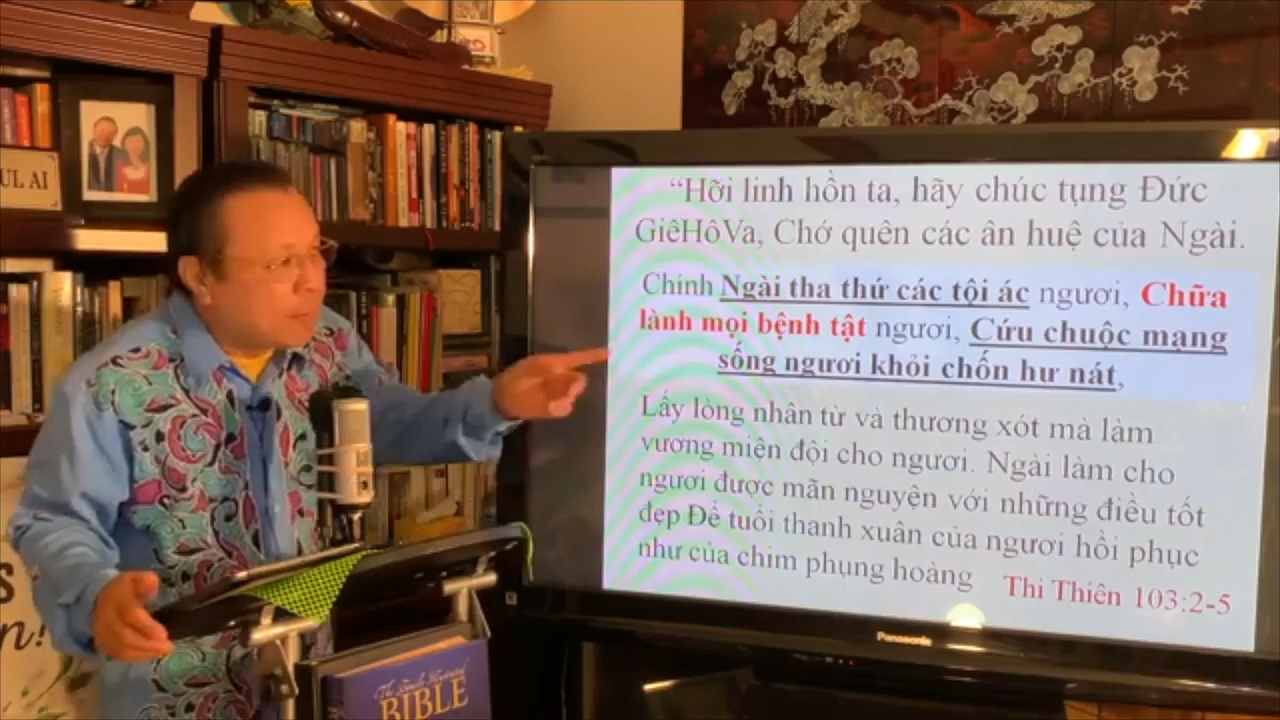 UL AI
“Hỡi linh hồn ta, hãy chúc tụng Đức
GiêHôVa, Chớ quên các ân huệ của Ngài.
Chính Ngài tha thứ các tội ác ngươi, Chữa
lành mọi bệnh tật ngươi, Cứu chuộc mạng
sống ngươi khỏi chốn hư nát,
Lấy lòng nhân từ và thương xót mà làm
vương miện đội cho ngươi. Ngài làm cho
ngươi được mãn nguyện với những điều tốt
đẹp Để tuổi thanh xuân của ngươi hồi phục
như của chim phụng hoàng
Thi Thiên 103:2-5
Panasonic
The
BIBLE